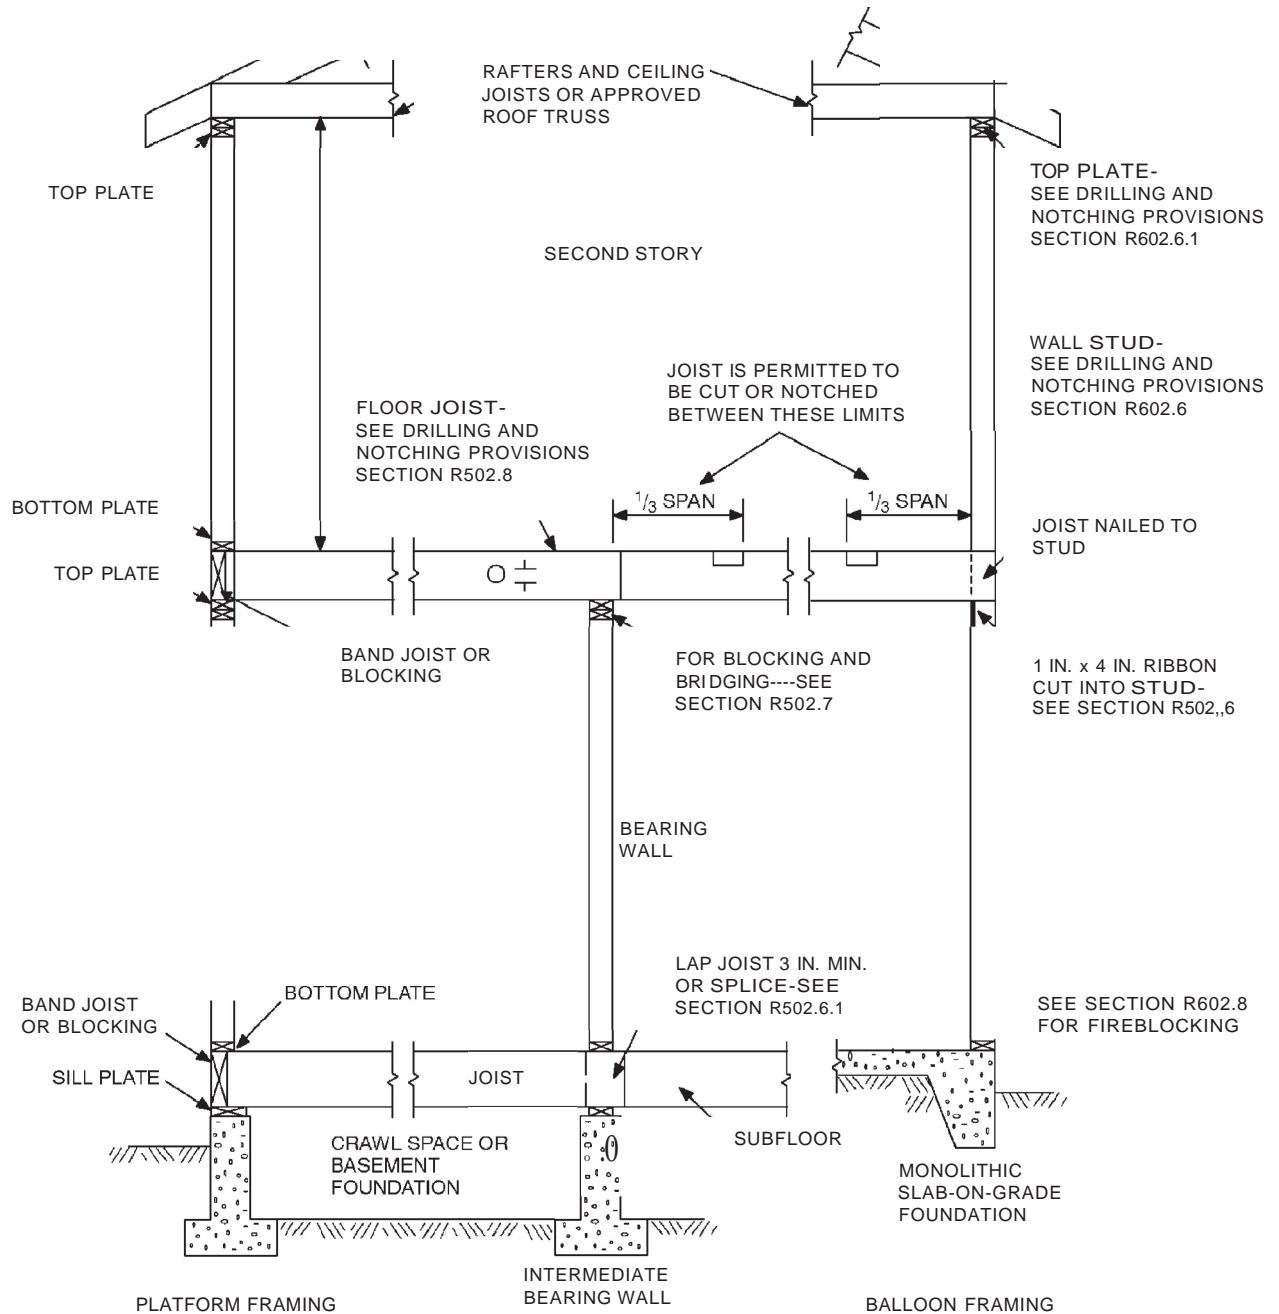 RAFTERS AND CEILING
JOISTS OR APPROVED
ROOF TRUSS
TOP PLATE
TOP PLATE-
SEE DRILLING AND
NOTCHING PROVISIONS
SECTION R602.6.1
SECOND STORY
WALL STUD-
SEE DRILLING AND
NOTCHING PROVISIONS
SECTION R602.6
JOIST IS PERMITTED TO
BE CUT OR NOTCHED
BETWEEN THESE LIMITS
FLOOR JOIST-
SEE DRILLING AND
NOTCHING PROVISIONS
SECTION R502.8
1/3 SPAN
1/3 SPAN
BOTTOM PLATE
JOIST NAILED TO
STUD
TOP PLATE
O
BAND JOIST OR
BLOCKING
FOR BLOCKING AND
BRIDGING----SEE
SECTION R502.7
1 IN. x 4 IN. RIBBON
CUT INTO STUD-
SEE SECTION R502,,6
BEARING
WALL
LAP JOIST 3 IN. MIN.
OR SPLICE-SEE
SECTION R502.6.1
BAND JOIST
OR BLOCKING
BOTTOM PLATE
SEE SECTION R602.8
FOR FIREBLOCKING
SILL PLATE
JOIST
SUBFLOOR
CRAWL SPACE OR
BASEMENT
FOUNDATION
.0
MONOLITHIC
SLAB-ON-GRADE
FOUNDATION
INTERMEDIATE
BEARING WALL
PLATFORM FRAMING
BALLOON FRAMING